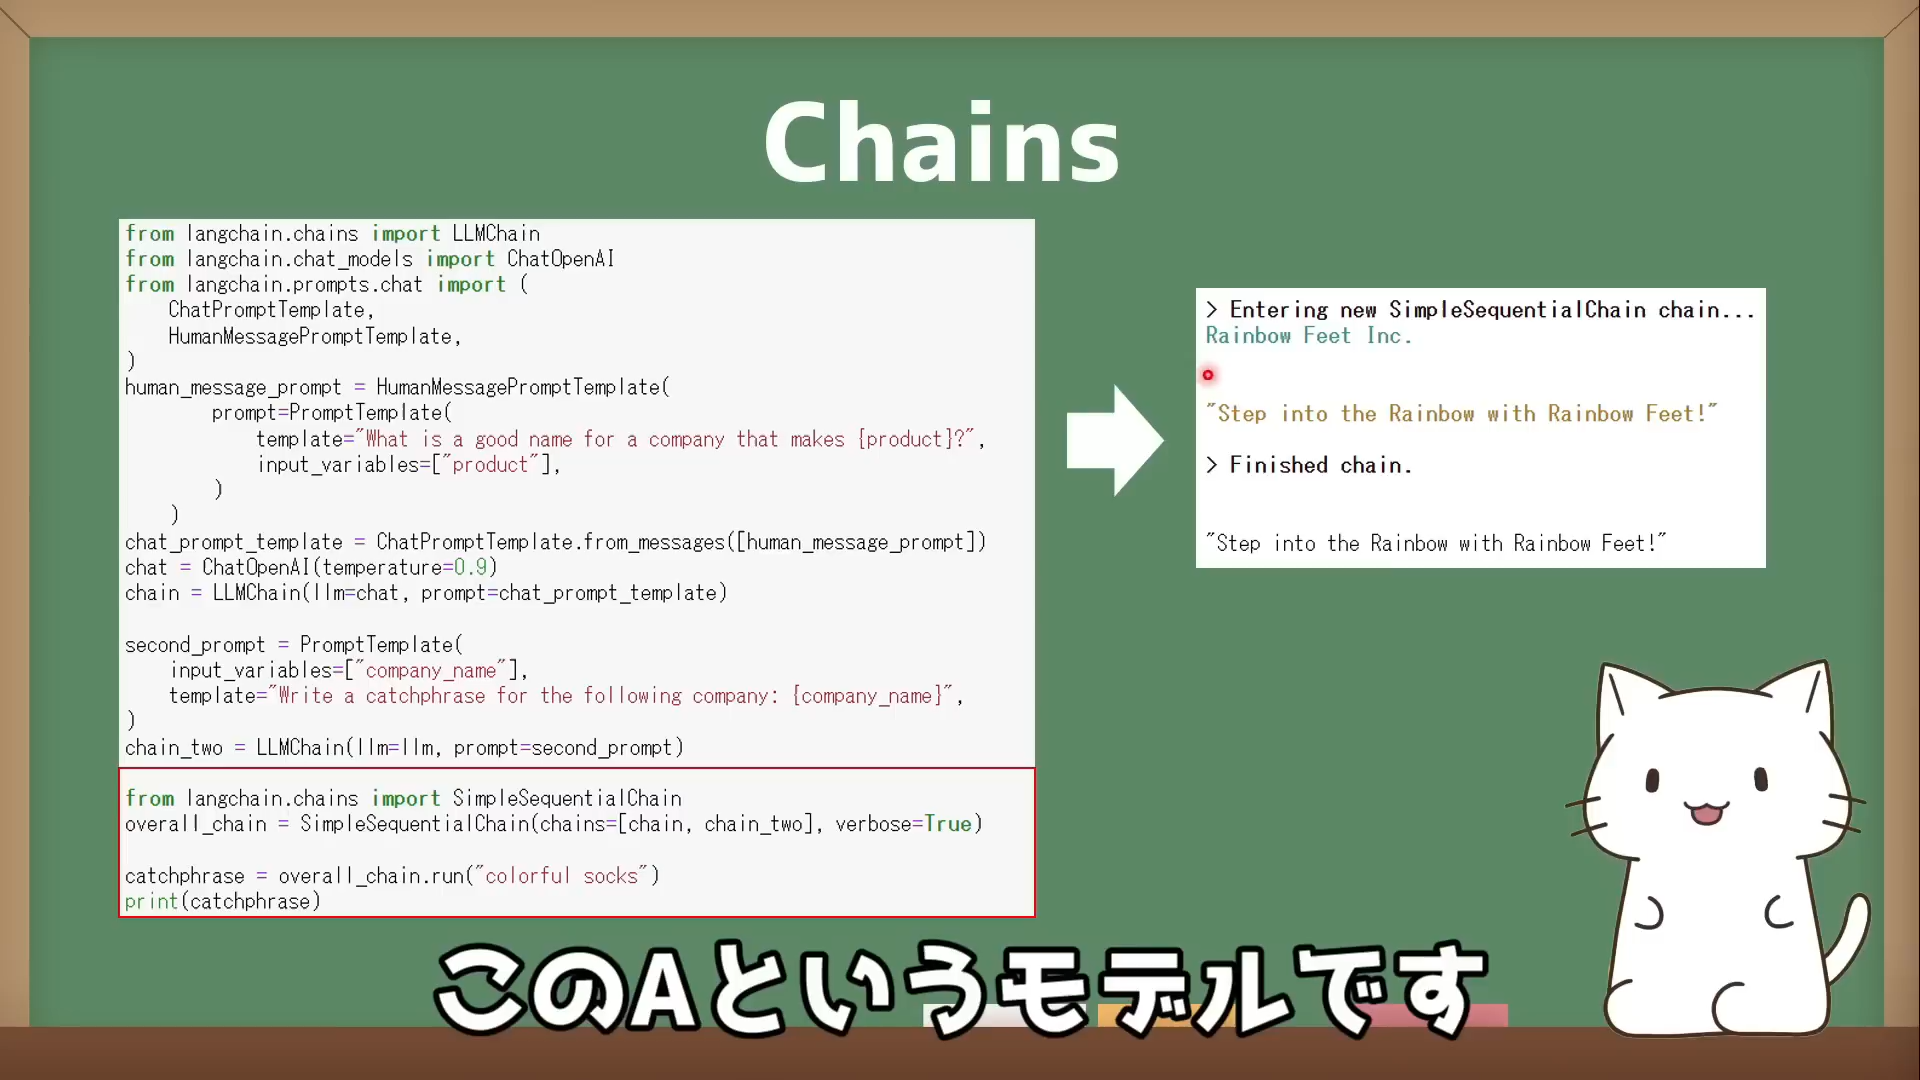 Chains
from langchain.chains import LLMChain
from langchain.chat_models import ChatOpenAI
from langchain.prompts.chat import (
    ChatPromptTemplate,
    HumanMessagePromptTemplate,
)
human_message_prompt = HumanMessagePromptTemplate(
        prompt=PromptTemplate(
            template="What is a good name for a company that makes {product}?",
            input_variables=["product"],
        )
    )
chat_prompt_template = ChatPromptTemplate.from_messages([human_message_prompt])
chat = ChatOpenAI(temperature=0.9)
chain = LLMChain(llm=chat, prompt=chat_prompt_template)
second_prompt = PromptTemplate(
    input_variables=["company_name"],
    template="Write a catchphrase for the following company: {company_name}",
)
chain_two = LLMChain(llm=llm, prompt=second_prompt)
from langchain.chains import SimpleSequentialChain
overall_chain = SimpleSequentialChain(chains=[chain, chain_two], verbose=True)
catchphrase = overall_chain.run("colorful socks")
print(catchphrase)
> Entering new SimpleSequentialChain chain...
Rainbow Feet Inc.
"Step into the Rainbow with Rainbow Feet!"
> Finished chain.
"Step into the Rainbow with Rainbow Feet!"
このAというモデルです